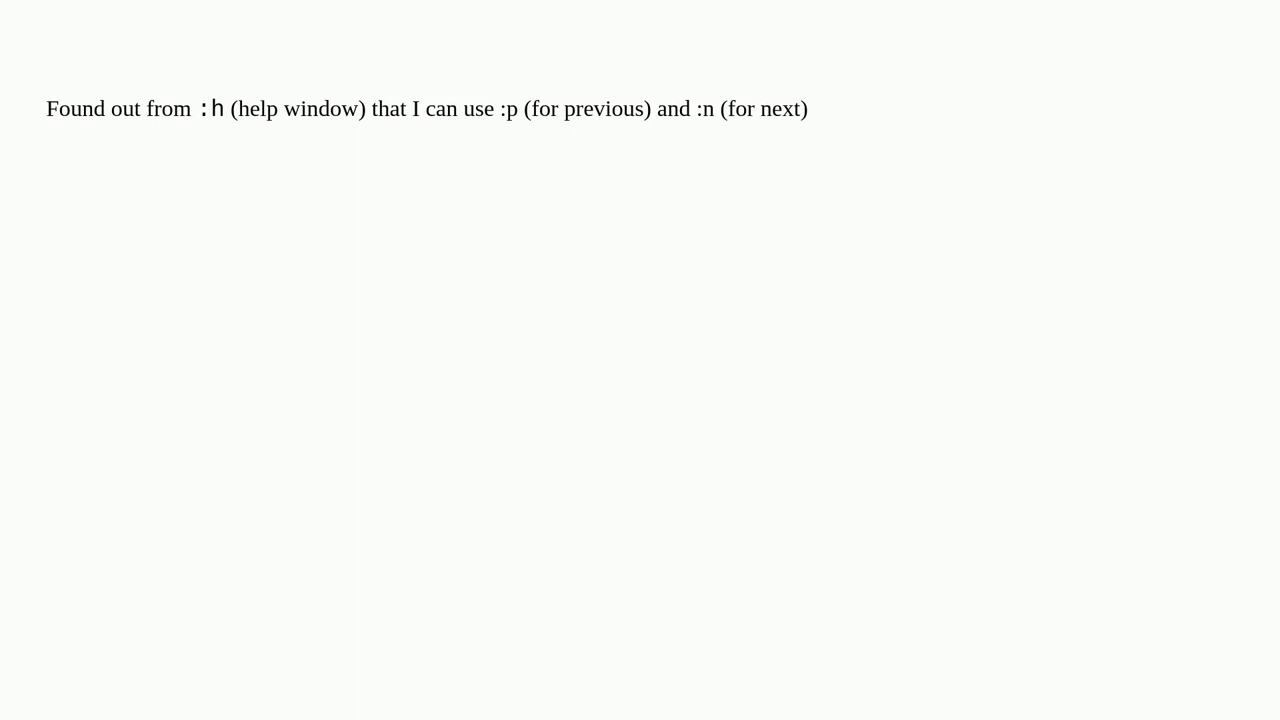 Found out from :h (help window) that I can use :p (for previous) and :n (for next)